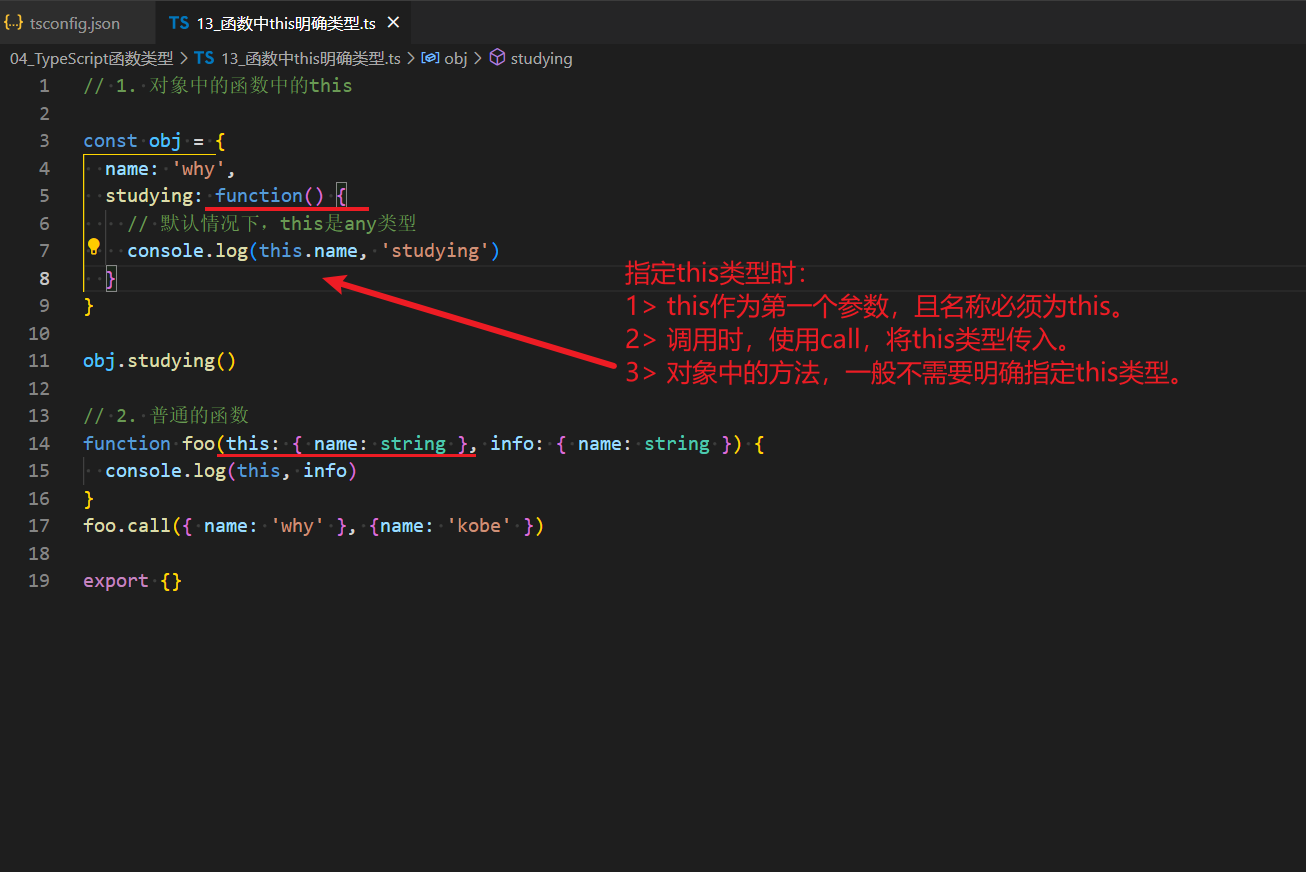 {..} tsconfig.json TS 13_函数中this明确类型.ts ×
04_TypeScript函数类型 > TS 13_函数中this明确类型.ts > obj > studying
1 // 1. 对象中的函数中的this
2
3 const obj = {
4 name: 'why',
5 studying: function() {
6 // 默认情况下, this是any类型
7 console.log(this.name, 'studying')
8 }
9 }
10
11 obj.studying()
12
13 // 2. 普通的函数
14 function foo(this: { name: string }, info: { name: string }) {
15 console.log(this, info)
16 }
17 foo.call({ name: 'why' }, {name: 'kobe' })
18
19 export {}
指定this类型时：
1> this作为第一个参数，且名称必须为this。
2> 调用时，使用call，将this类型传入。
3> 对象中的方法，一般不需要明确指定this类型。